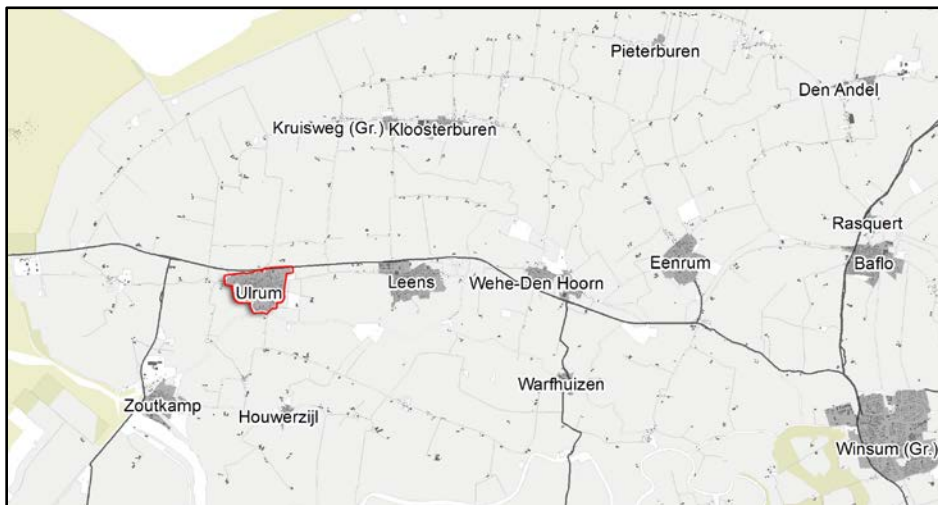 Pieterburen
Den Andel
Kruisweg (Gr.)
Kloosterburen
Rasquert
Eenrum
Baflo
Ulrum
Leens
Wehe-Den Hoorn
Warfhuizen
Zoutkamp
Houwerzijl
Winsum (Gr.)